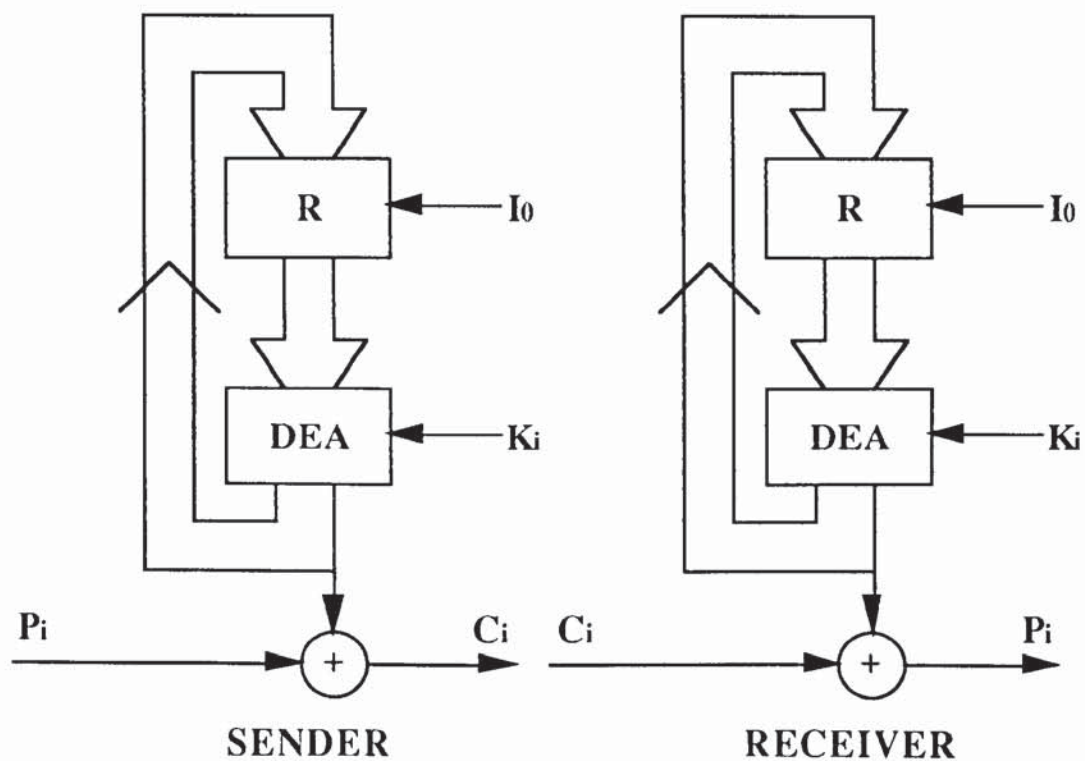 R
I0
DEA
Ki
Pi
Ci
+
SENDER
R
I0
DEA
Ki
Ci
Pi
+
RECEIVER